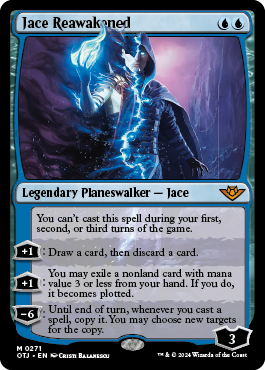 Jace Reawakened
Legendary Planeswalker — Jace
You can't cast this spell during your first,
second, or third turns of the game.
+1: Draw a card, then discard a card.
You may exile a nonland card with mana
+1: value 3 or less from your hand. If you do,
it becomes plotted.
Until end of turn, whenever you cast a
−6: spell, copy it. You may choose new targets
for the copy.
3
M 0271
OTJ • EN Cristi Balanescu
™ & © 2024 Wizards of the Coast